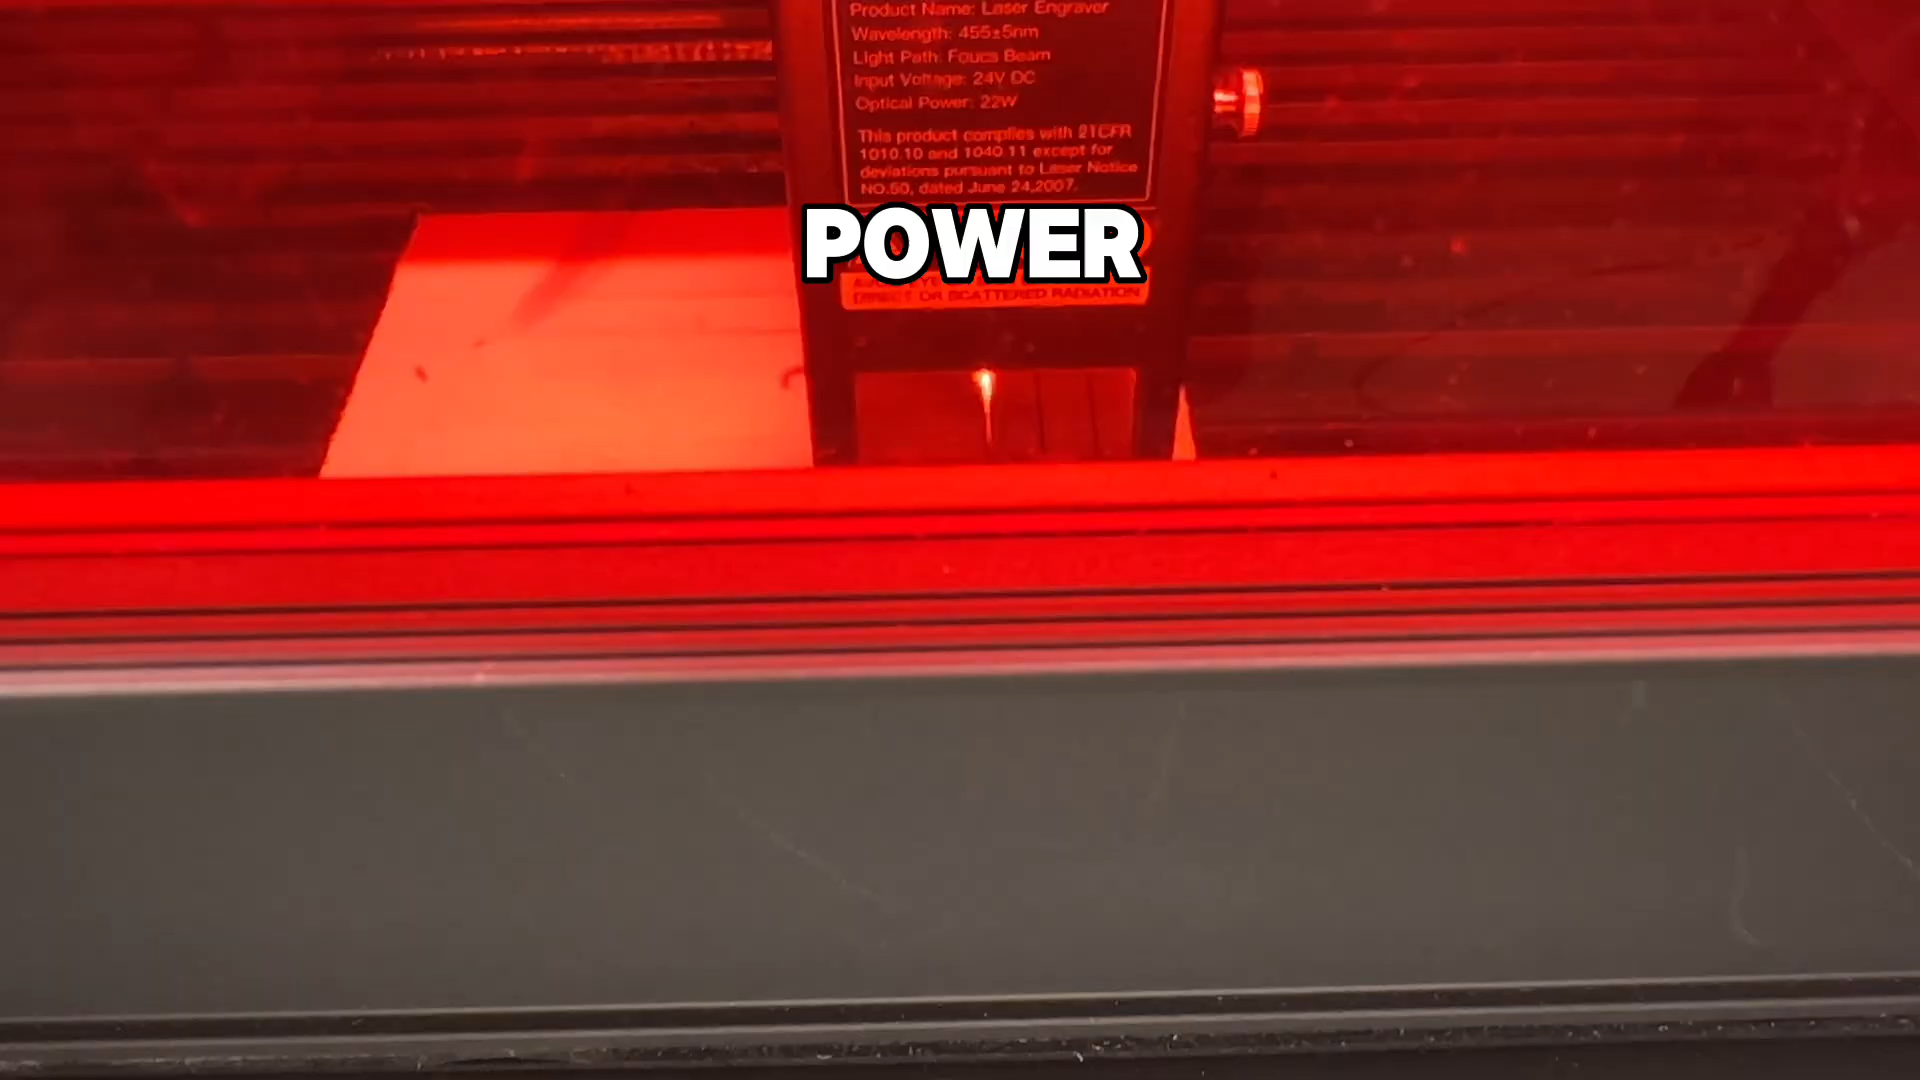 Product Name: Laser Engraver
Wavelength: 455±5nm
Light Path: Foucs Beam
Input Voltage: 24V DC
Optical Power: 22W
This product complies with 21CFR
1010.10 and 1040.11 except for
deviations pursuant to Laser Notice
NO.50, dated June 24,2007.
POWER
DIRECT OR SCATTERED RADIATION